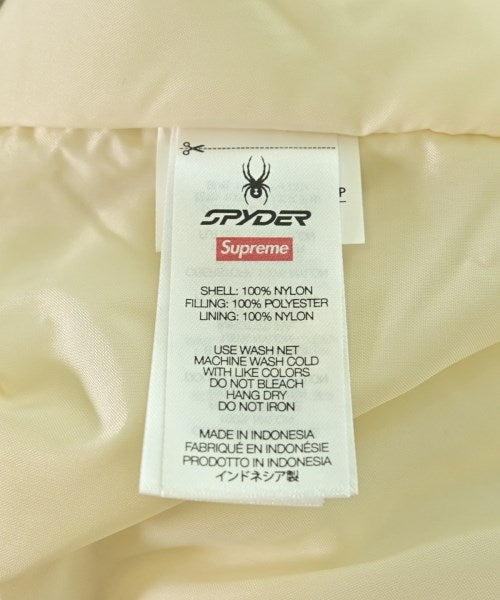 SPYDER
Supreme
SHELL: 100% NYLON
FILLING: 100% POLYESTER
LINING: 100% NYLON
USE WASH NET
MACHINE WASH COLD
WITH LIKE COLORS
DO NOT BLEACH
HANG DRY
DO NOT IRON
MADE IN INDONESIA
FABRIQUÉ EN INDONÉSIE
PRODOTTO IN INDONESIA
インドネシア製
P